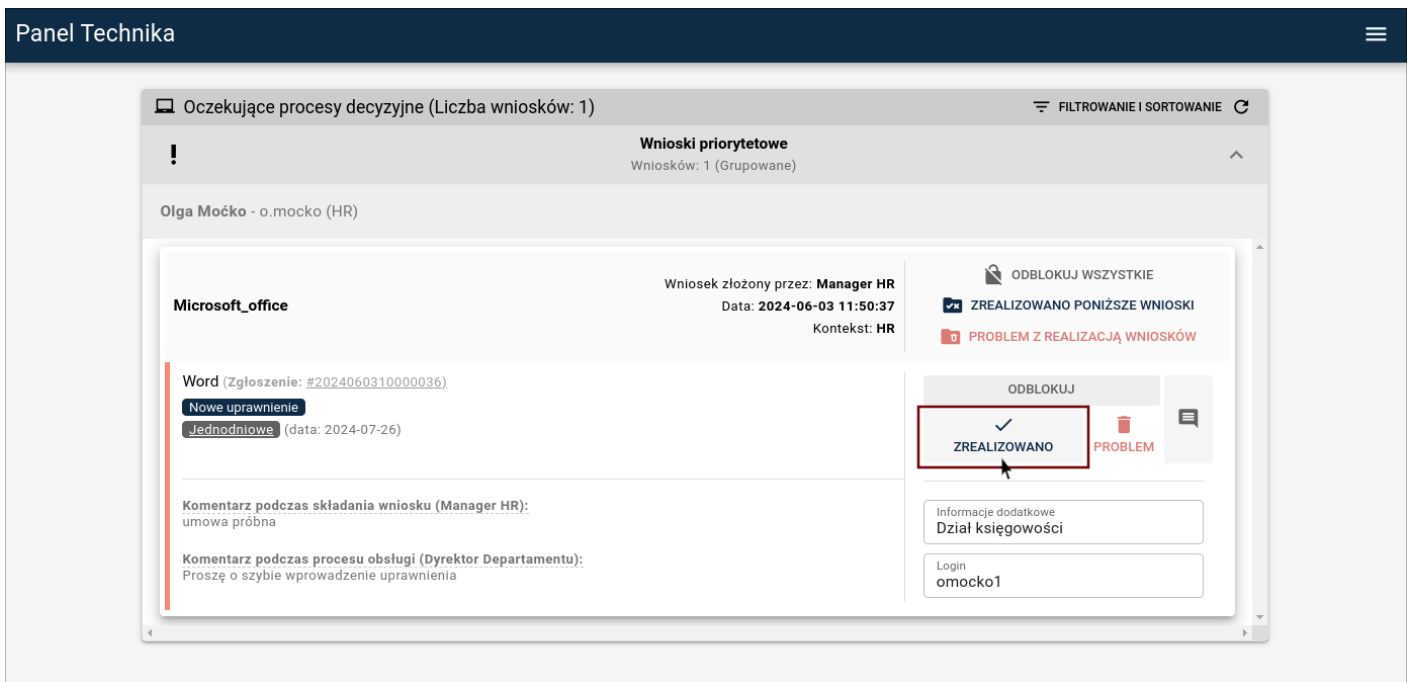 Panel Technika
Oczekujące procesy decyzyjne (Liczba wniosków: 1)
FILTROWANIE I SORTOWANIE
Wnioski priorytetowe
Wniosków: 1 (Grupowane)
Olga Moćko - o.mocko (HR)
Microsoft_office
Wniosek złożony przez: Manager HR
Data: 2024-06-03 11:50:37
Kontekst: HR
ODBLOKUJ WSZYSTKIE
ZREALIZOWANO PONIŻSZE WNIOSKI
PROBLEM Z REALIZACJĄ WNIOSKÓW
Word (Zgłoszenie: #2024060310000036)
Nowe uprawnienie
Jednodniowe (data: 2024-07-26)
ODBLOKUJ
ZREALIZOWANO
PROBLEM
Komentarz podczas składania wniosku (Manager HR):
umowa próbna
Komentarz podczas procesu obsługi (Dyrektor Departamentu):
Proszę o szybie wprowadzenie uprawnienia
Informacje dodatkowe
Dział księgowości
Login
omocko1